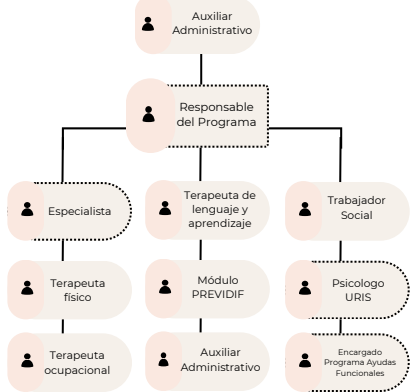 Auxiliar
Administrativo
Responsable
del Programa
Especialista
Terapeuta de
lenguaje y
aprendizaje
Trabajador
Social
Terapeuta
físico
Módulo
PREVIDIF
Psicologo
URIS
Terapeuta
ocupacional
Auxiliar
Administrativo
Encargado
Programa Ayudas
Funcionales